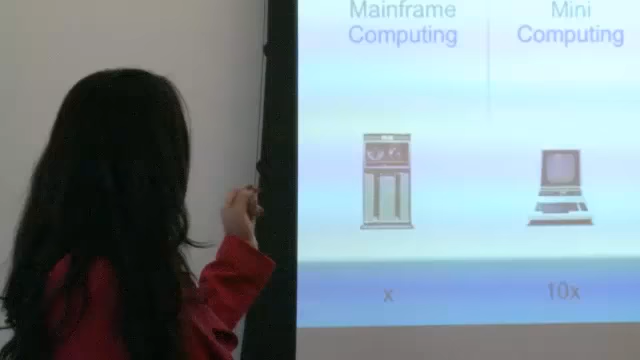 Mainframe
Computing
Mini
Computing
x
10x